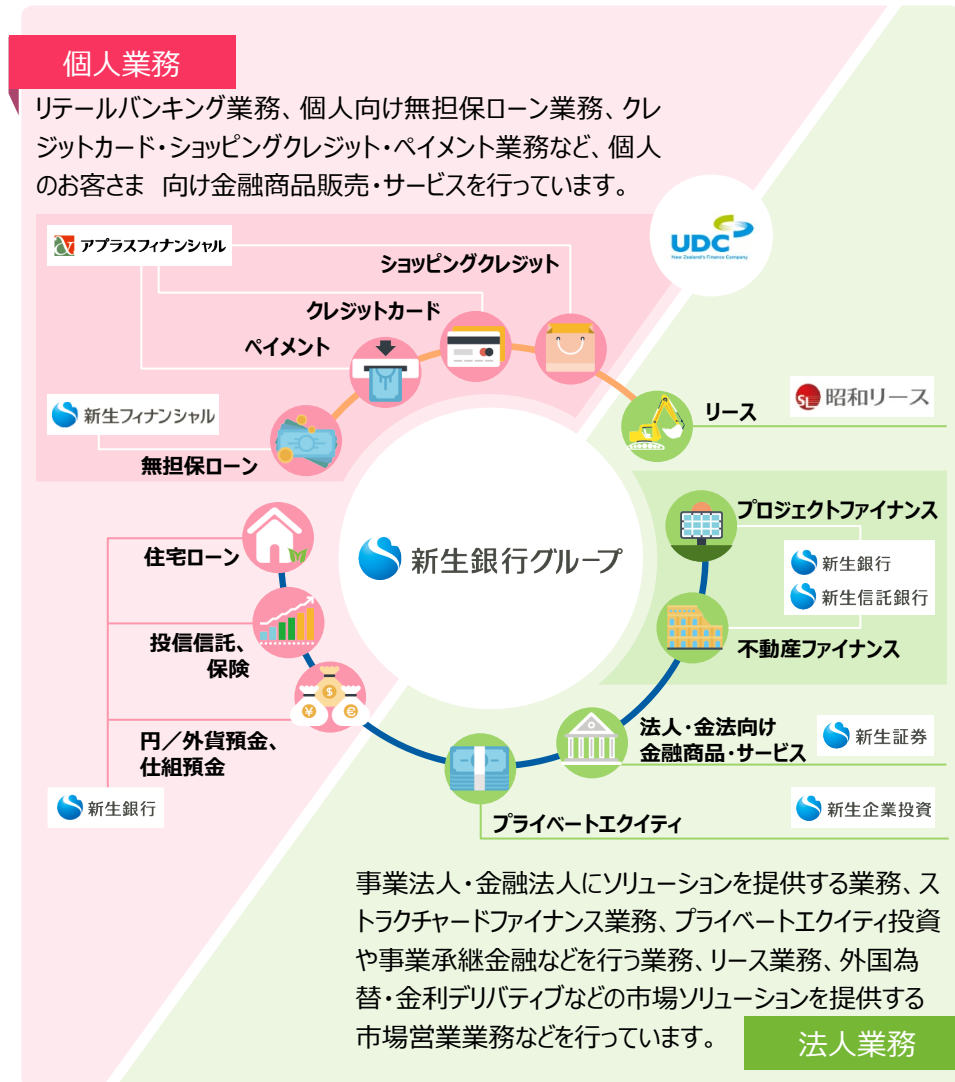 個人業務
リテールバンキング業務、個人向け無担保ローン業務、クレ
ジットカード・ショッピングクレジット・ペイメント業務など、個人
のお客さま 向け金融商品販売・サービスを行っています。
アプラスフィナンシャル
UDC
New Zealand's Finance Company
ショッピングクレジット
クレジットカード
ペイメント
新生フィナンシャル
無担保ローン
リース
SL 昭和リース
新生銀行グループ
プロジェクトファイナンス
新生銀行
新生信託銀行
不動産ファイナンス
住宅ローン
投信信託、
保険
円／外貨預金、
仕組預金
新生銀行
法人・金法向け
金融商品・サービス
新生証券
プライベートエクイティ
新生企業投資
事業法人・金融法人にソリューションを提供する業務、ス
トラクチャードファイナンス業務、プライベートエクイティ投資
や事業承継金融などを行う業務、リース業務、外国為
替・金利デリバティブなどの市場ソリューションを提供する
市場営業業務などを行っています。
法人業務